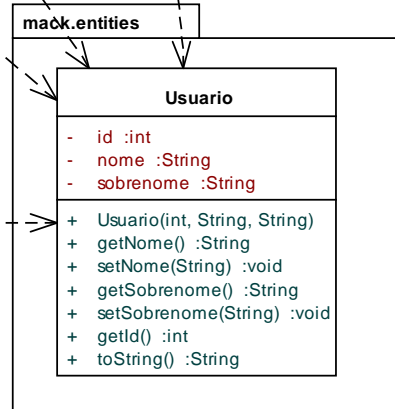 mack.entities
Usuario
- id :int
- nome :String
- sobrenome :String
+ Usuario(int, String, String)
+ getNome() :String
+ setNome(String) :void
+ getSobrenome() :String
+ setSobrenome(String) :void
+ getId() :int
+ toString() :String